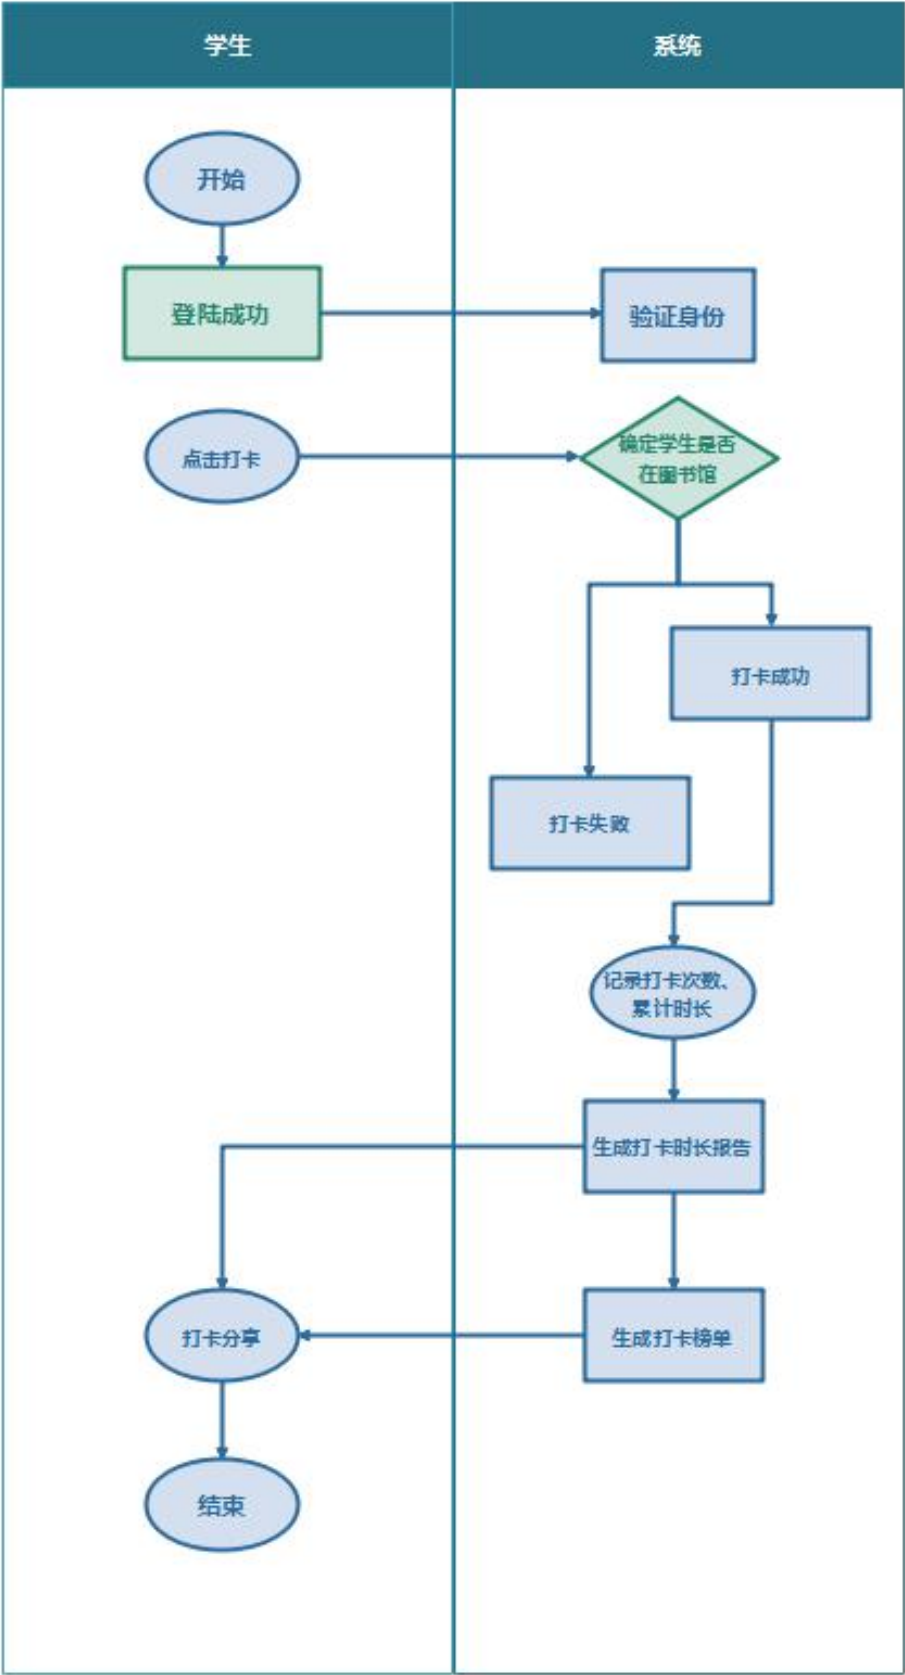 学生
系统
开始
登陆成功
验证身份
点击打卡
确定学生是否
在图书馆
打卡成功
打卡失败
记录打卡次数、
累计时长
生成打卡时长报告
打卡分享
生成打卡榜单
结束